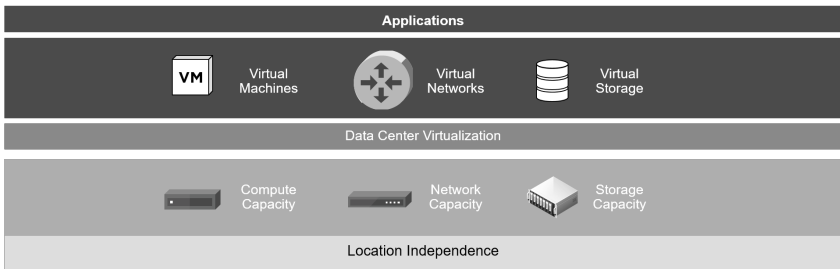 Applications
VM
Virtual
Machines
Virtual
Networks
Virtual
Storage
Data Center Virtualization
Compute
Capacity
Network
Capacity
Storage
Capacity
Location Independence